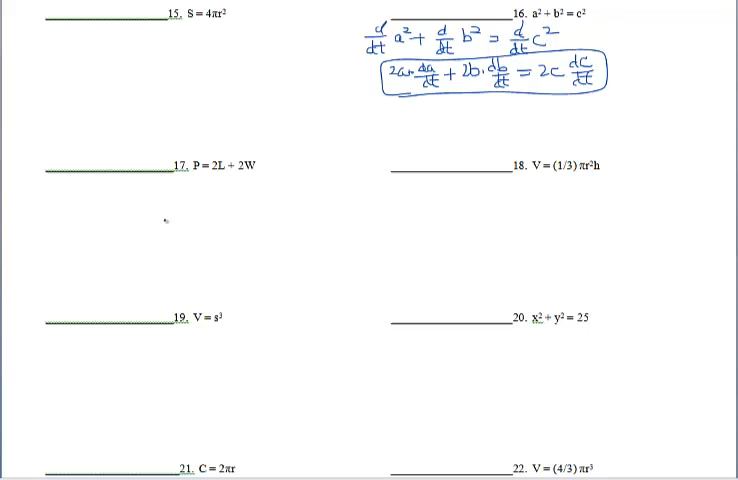 15. S = 4πr²
16. a² + b² = c²
d/dt a² + d/dt b² = d/dt c²
2a · da/dt + 2b · db/dt = 2c dc/dt
17. P = 2L + 2W
18. V = (1/3) πr²h
19. V = s³
20. x² + y² = 25
21. C = 2πr
22. V = (4/3) πr³